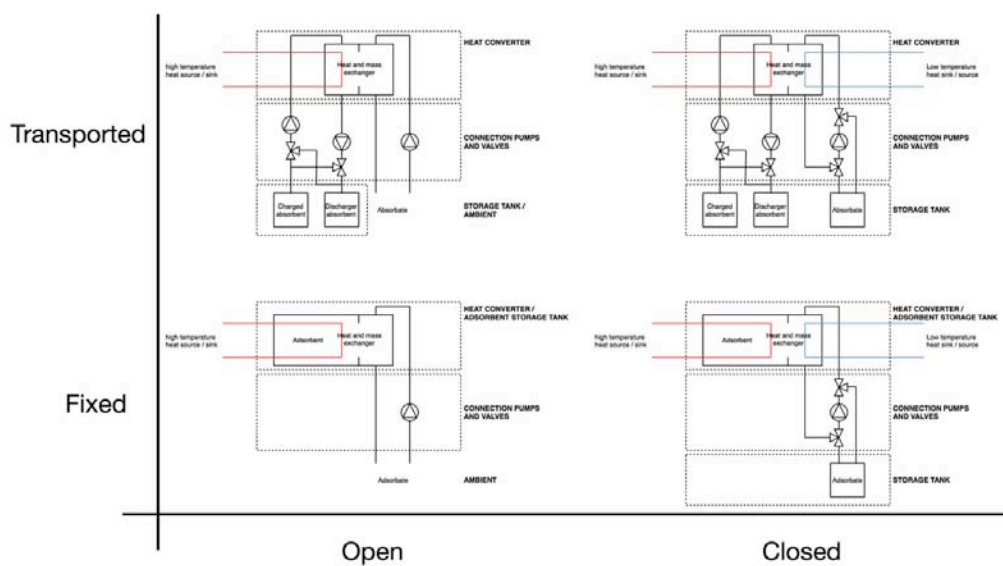 Transported
HEAT CONVERTER
high temperature
heat source / sink
Heat and mass
exchanger
CONNECTION PUMPS
AND VALVES
Charged
absorbent
Discharger
absorbent
Absorbate
STORAGE TANK /
AMBIENT
HEAT CONVERTER
high temperature
heat source / sink
Heat and mass
exchanger
Low temperature
heat sink / source
CONNECTION PUMPS
AND VALVES
Charged
absorbent
Discharger
absorbent
Absorbate
STORAGE TANK
Fixed
HEAT CONVERTER /
ADSORBENT STORAGE TANK
high temperature
heat source / sink
Adsorbent
Heat and mass
exchanger
CONNECTION PUMPS
AND VALVES
Adsorbate
AMBIENT
HEAT CONVERTER /
ADSORBENT STORAGE TANK
high temperature
heat source / sink
Adsorbent
Heat and mass
exchanger
Low temperature
heat sink / source
CONNECTION PUMPS
AND VALVES
Adsorbate
STORAGE TANK
Open
Closed